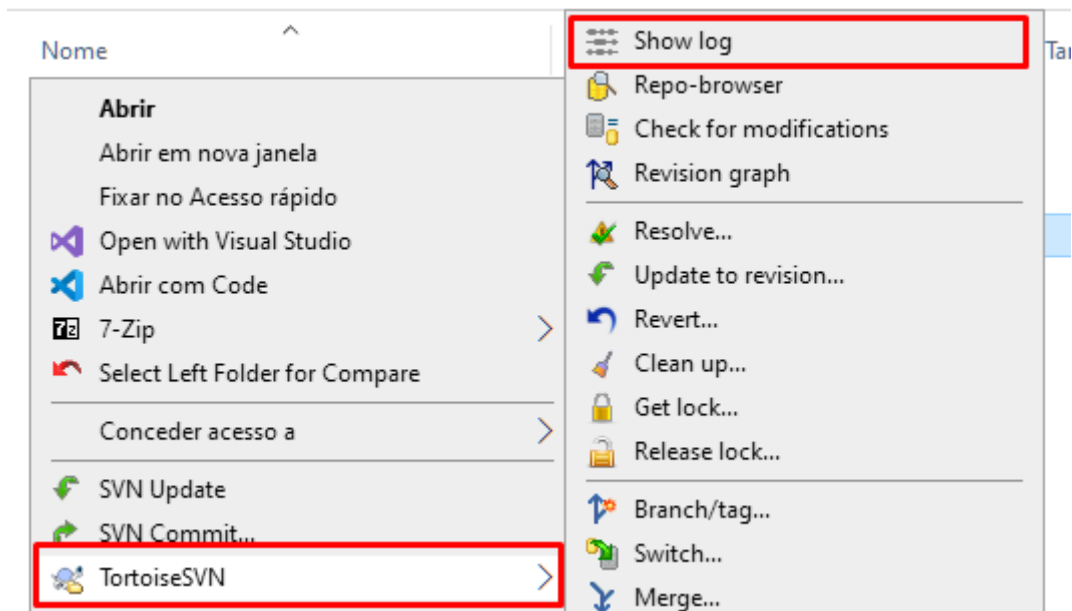 Nome
Abrir
Abrir em nova janela
Fixar no Acesso rápido
Open with Visual Studio
Abrir com Code
7-Zip
Select Left Folder for Compare
Conceder acesso a
SVN Update
SVN Commit...
TortoiseSVN
Show log
Repo-browser
Check for modifications
Revision graph
Resolve...
Update to revision...
Revert...
Clean up...
Get lock...
Release lock...
Branch/tag...
Switch...
Merge...